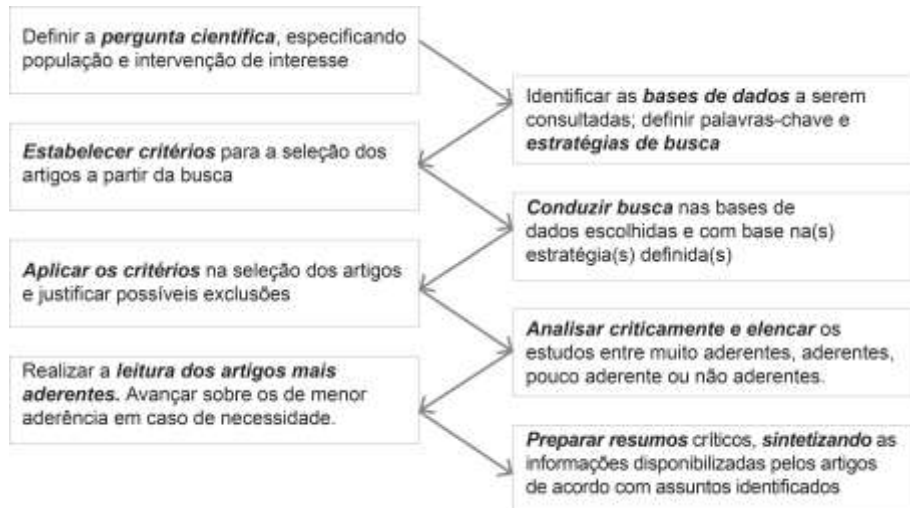 Definir a pergunta científica, especificando
população e intervenção de interesse
Identificar as bases de dados a serem
consultadas; definir palavras-chave e
estratégias de busca
Estabelecer critérios para a seleção dos
artigos a partir da busca
Conduzir busca nas bases de
dados escolhidas e com base na(s)
estratégia(s) definida(s)
Aplicar os critérios na seleção dos artigos
e justificar possíveis exclusões
Analisar criticamente e elencar os
estudos entre muito aderentes, aderentes,
pouco aderente ou não aderentes.
Realizar a leitura dos artigos mais
aderentes. Avançar sobre os de menor
aderência em caso de necessidade.
Preparar resumos críticos, sintetizando as
informações disponibilizadas pelos artigos
de acordo com assuntos identificados